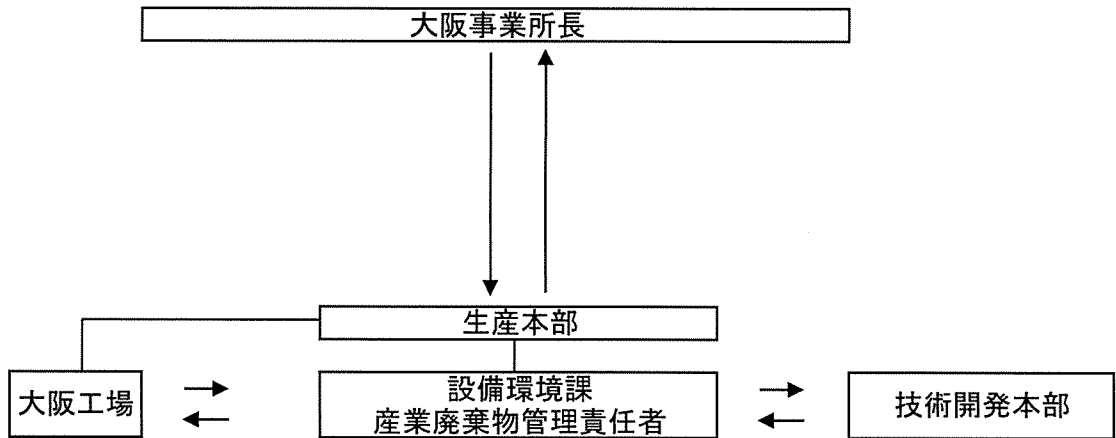 大阪事業所長
生産本部
大阪工場
設備環境課
産業廃棄物管理責任者
技術開発本部